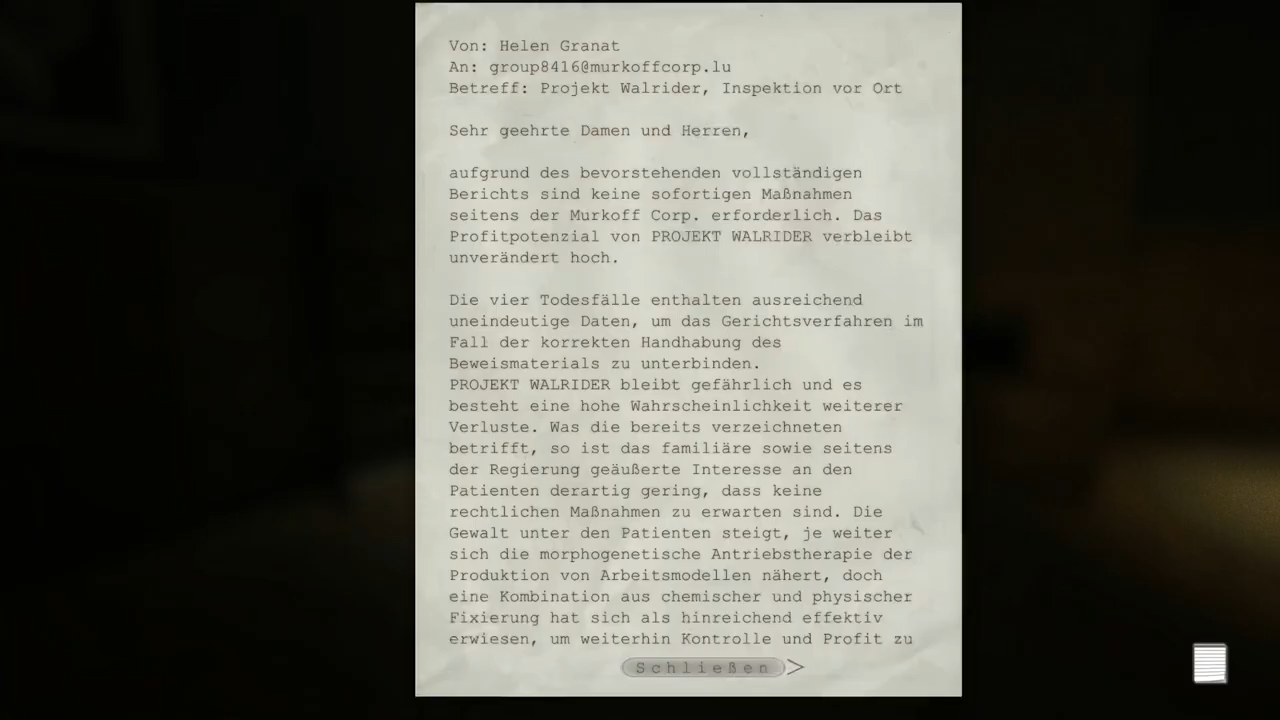 Von: Helen Granat
An: group8416@murkoffcorp.lu
Betreff: Projekt Walrider, Inspektion vor Ort
Sehr geehrte Damen und Herren,
aufgrund des bevorstehenden vollständigen
Berichts sind keine sofortigen Maßnahmen
seitens der Murkoff Corp. erforderlich. Das
Profitpotenzial von PROJEKT WALRIDER verbleibt
unverändert hoch.
Die vier Todesfälle enthalten ausreichend
uneindeutige Daten, um das Gerichtsverfahren im
Fall der korrekten Handhabung des
Beweismaterials zu unterbinden.
PROJEKT WALRIDER bleibt gefährlich und es
besteht eine hohe Wahrscheinlichkeit weiterer
Verluste. Was die bereits verzeichneten
betrifft, so ist das familiäre sowie seitens
der Regierung geäußerte Interesse an den
Patienten derartig gering, dass keine
rechtlichen Maßnahmen zu erwarten sind. Die
Gewalt unter den Patienten steigt, je weiter
sich die morphogenetische Antriebstherapie der
Produktion von Arbeitsmodellen nähert, doch
eine Kombination aus chemischer und physischer
Fixierung hat sich als hinreichend effektiv
erwiesen, um weiterhin Kontrolle und Profit zu
Schließen >